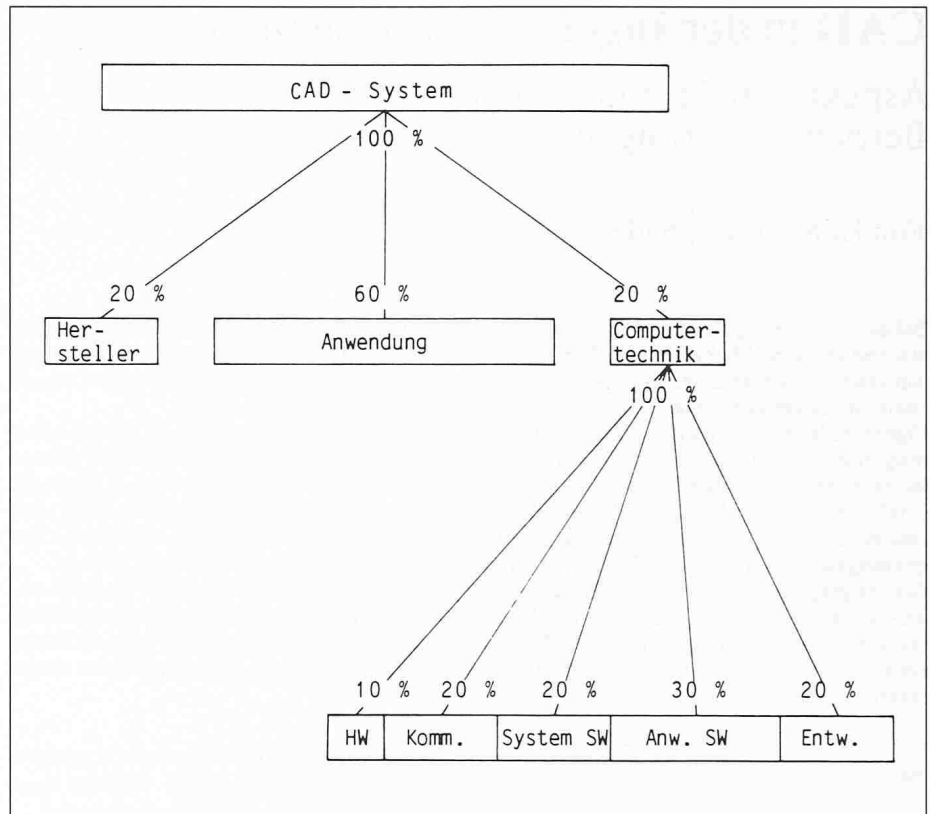 CAD - System
100 %
20 %
60 %
20 %
Her-
steller
Anwendung
Computer-
technik
100 %
10 %
20 %
20 %
30 %
20 %
HW
Komm.
System SW
Anw. SW
Entw.